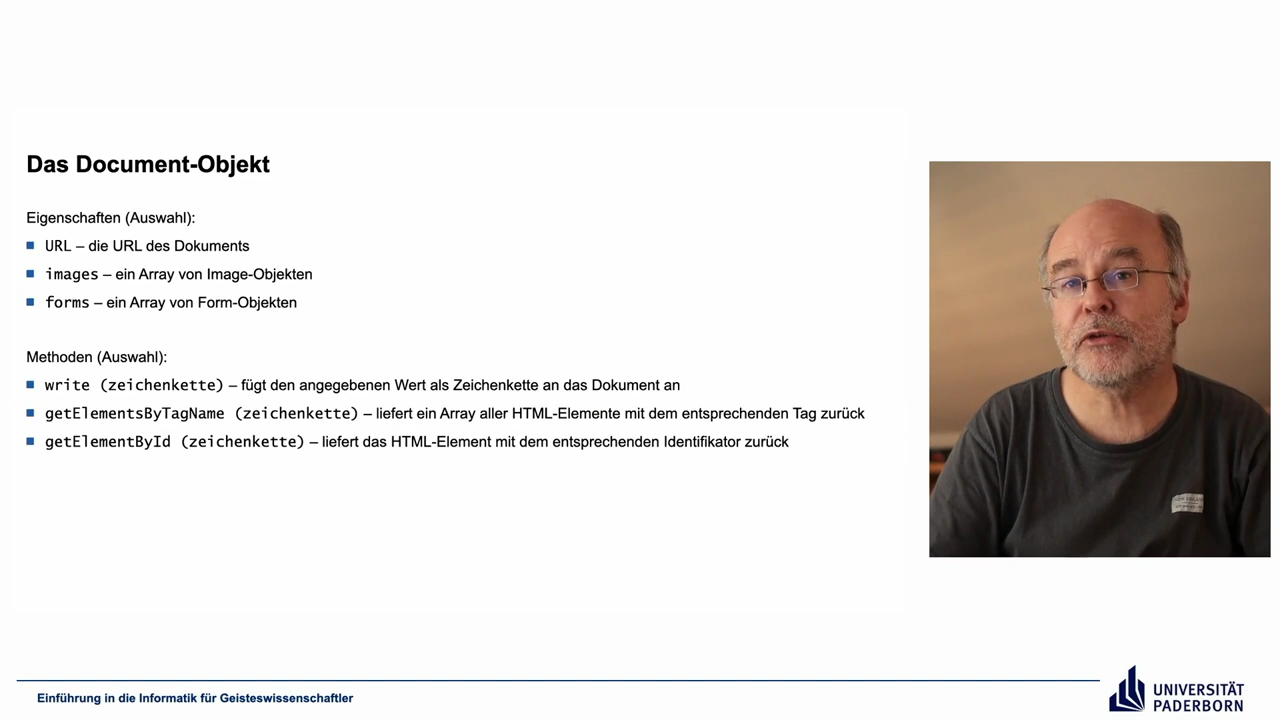 Das Document-Objekt
Eigenschaften (Auswahl):
URL – die URL des Dokuments
images – ein Array von Image-Objekten
forms – ein Array von Form-Objekten
Methoden (Auswahl):
write (zeichenkette) – fügt den angegebenen Wert als Zeichenkette an das Dokument an
getElementsByTagName (zeichenkette) – liefert ein Array aller HTML-Elemente mit dem entsprechenden Tag zurück
getElementById (zeichenkette) – liefert das HTML-Element mit dem entsprechenden Identifikator zurück
Einführung in die Informatik für Geisteswissenschaftler
UNIVERSITÄT
PADERBORN